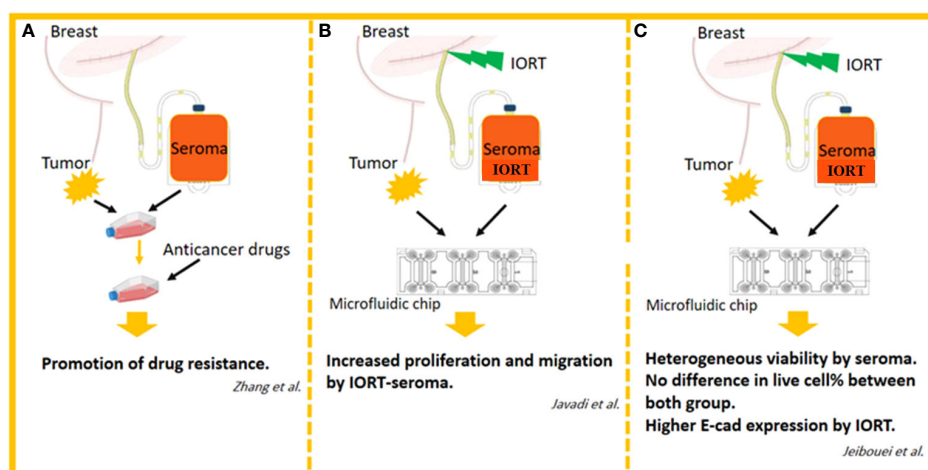 A
Breast
Seroma
Tumor
Anticancer drugs
Promotion of drug resistance.
Zhang et al.
B
Breast
IORT
Seroma
IORT
Tumor
Microfluidic chip
Increased proliferation and migration
by IORT-seroma.
Javadi et al.
C
Breast
IORT
Seroma
IORT
Tumor
Microfluidic chip
Heterogeneous viability by seroma.
No difference in live cell% between
both group.
Higher E-cad expression by IORT.
Jeibouei et al.